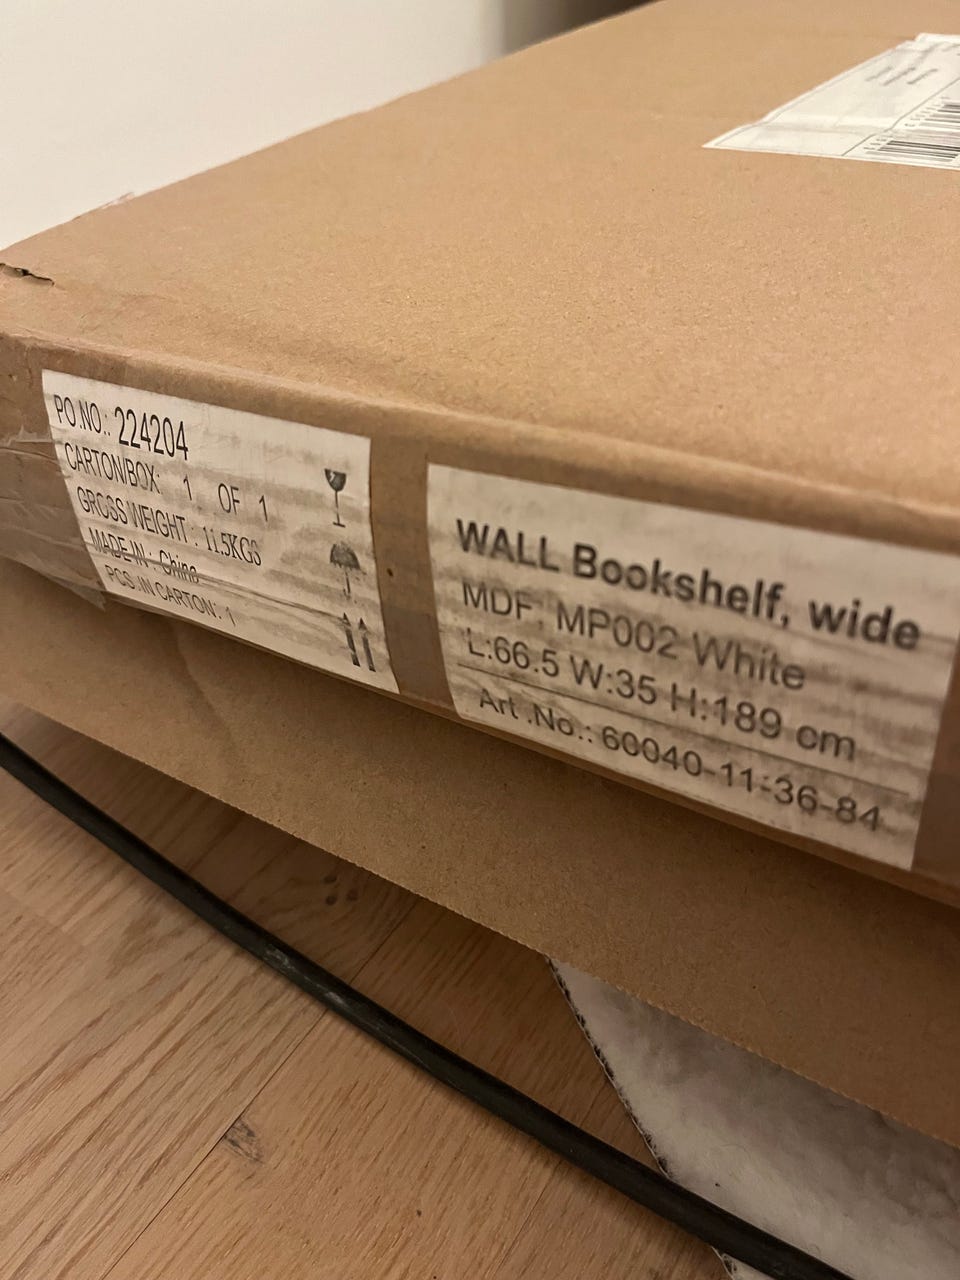 PO.NO.: 224204
CARTON/BOX: 1 OF 1
GROSS WEIGHT : 11.5KGS
MADE IN : China
PCS .IN CARTON: 1
WALL Bookshelf, wide
MDF, MP002 White
L:66.5 W:35 H:189 cm
Art .No.: 60040-11-36-84